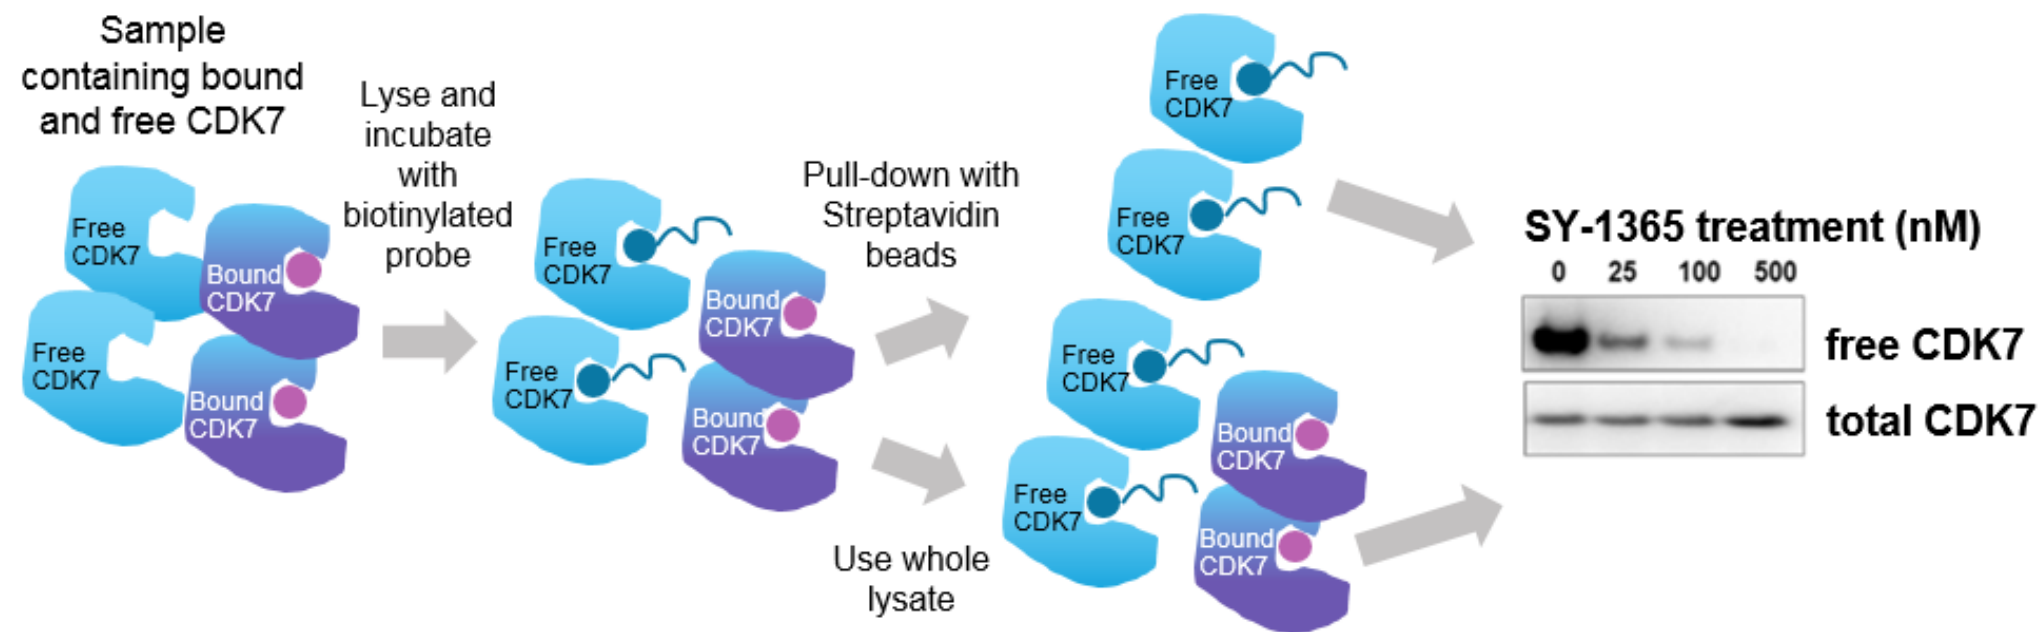 Sample
containing bound
and free CDK7
Lyse and
incubate
with
biotinylated
probe
Pull-down with
Streptavidin
beads
Use whole
lysate
Free
CDK7
Free
CDK7
Bound
CDK7
Bound
CDK7
Free
CDK7
Free
CDK7
Bound
CDK7
Bound
CDK7
Free
CDK7
Free
CDK7
Free
CDK7
Free
CDK7
Bound
CDK7
Bound
CDK7
SY-1365 treatment (nM)
0 25 100 500
free CDK7
total CDK7